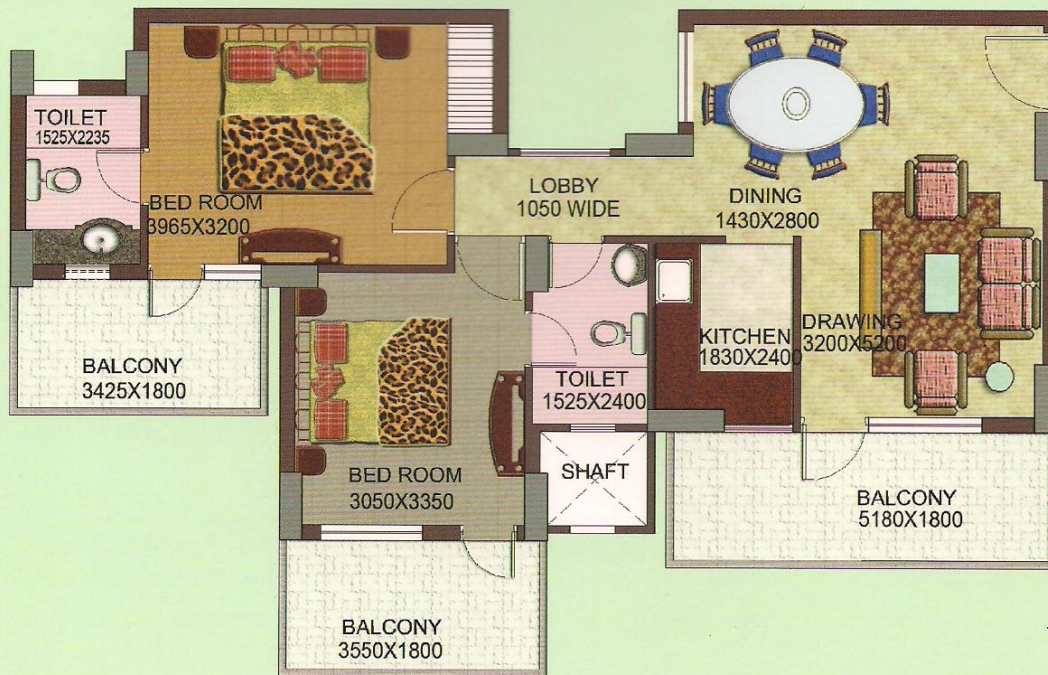 TOILET
1525X2235
BED ROOM
3965X3200
LOBBY
1050 WIDE
DINING
1430X2800
KITCHEN
1830X2400
DRAWING
3200X5200
BALCONY
3425X1800
TOILET
1525X2400
BED ROOM
3050X3350
SHAFT
BALCONY
5180X1800
BALCONY
3550X1800